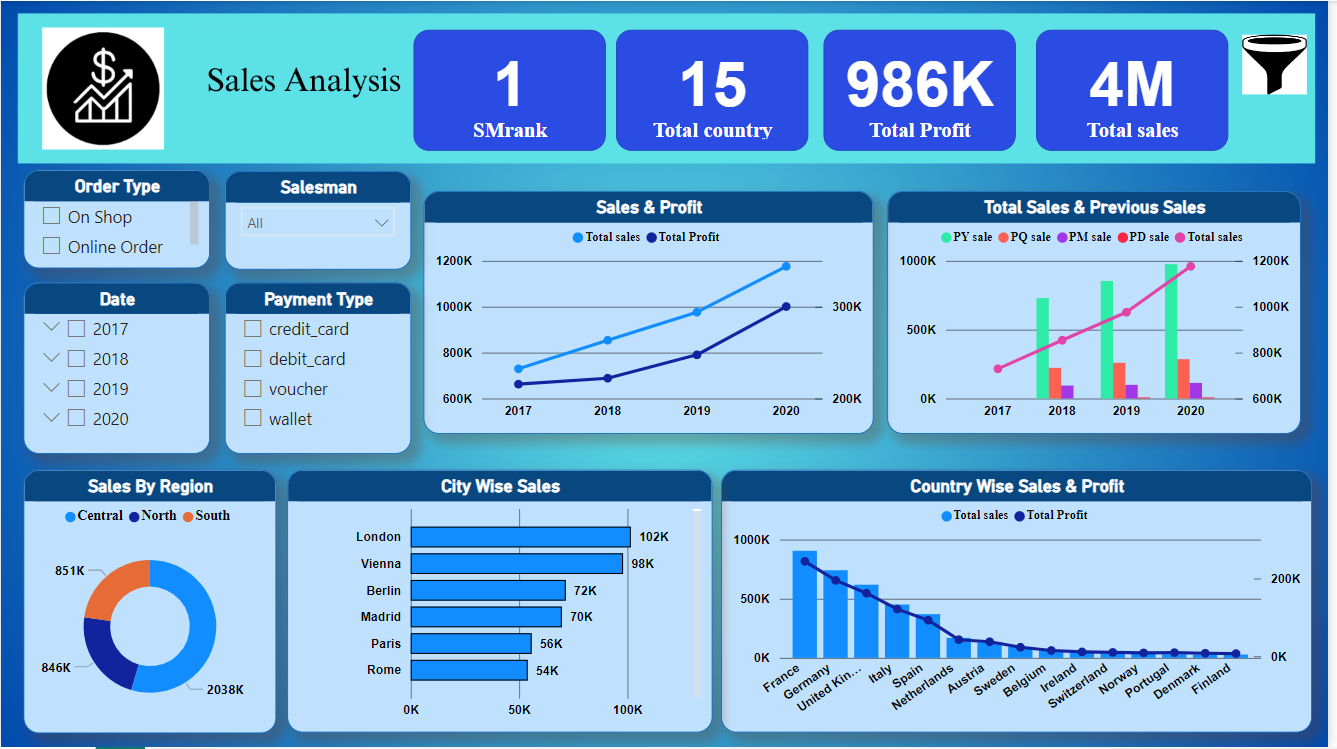 Sales Analysis
1
SMrank
15
Total country
986K
Total Profit
4M
Total sales
Order Type
On Shop
Online Order
Salesman
All
Date
2017
2018
2019
2020
Payment Type
credit_card
debit_card
voucher
wallet
Sales & Profit
Total sales Total Profit
1200K
1000K 300K
800K
600K 200K
2017 2018 2019 2020
Total Sales & Previous Sales
PY sale PQ sale PM sale PD sale Total sales
1000K 1200K
1000K
500K
800K
0K 600K
2017 2018 2019 2020
Sales By Region
Central North South
851K
846K
2038K
City Wise Sales
London 102K
Vienna 98K
Berlin 72K
Madrid 70K
Paris 56K
Rome 54K
0K 50K 100K
Country Wise Sales & Profit
Total sales Total Profit
1000K
200K
500K
0K 0K
France Germany United Kin... Italy Spain Netherlands Austria Sweden Belgium Ireland Switzerland Norway Portugal Denmark Finland